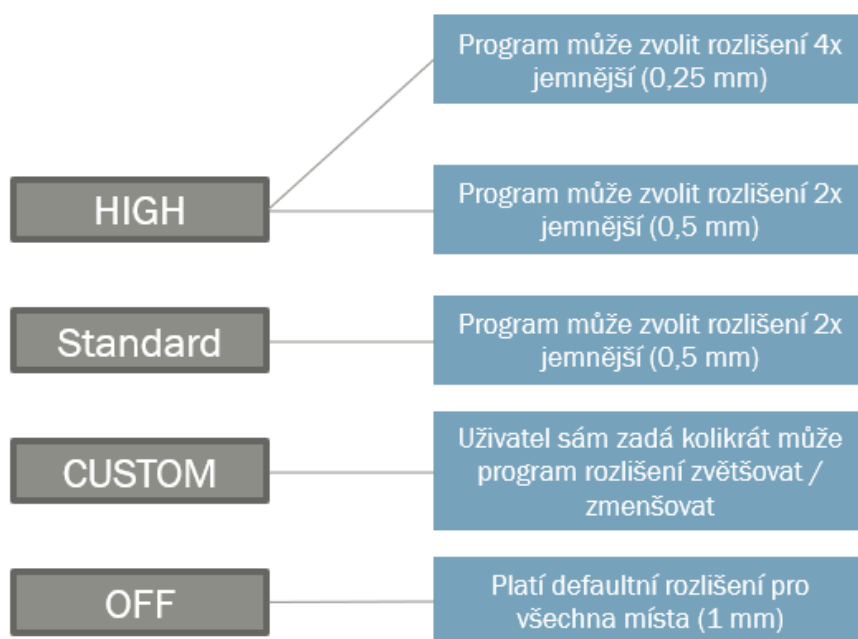 Program může zvolit rozlišení 4x
jemnější (0,25 mm)
HIGH
Program může zvolit rozlišení 2x
jemnější (0,5 mm)
Standard
Program může zvolit rozlišení 2x
jemnější (0,5 mm)
CUSTOM
Uživatel sám zadá kolikrát může
program rozlišení zvětšovat /
zmenšovat
OFF
Platí defaultní rozlišení pro
všechna místa (1 mm)